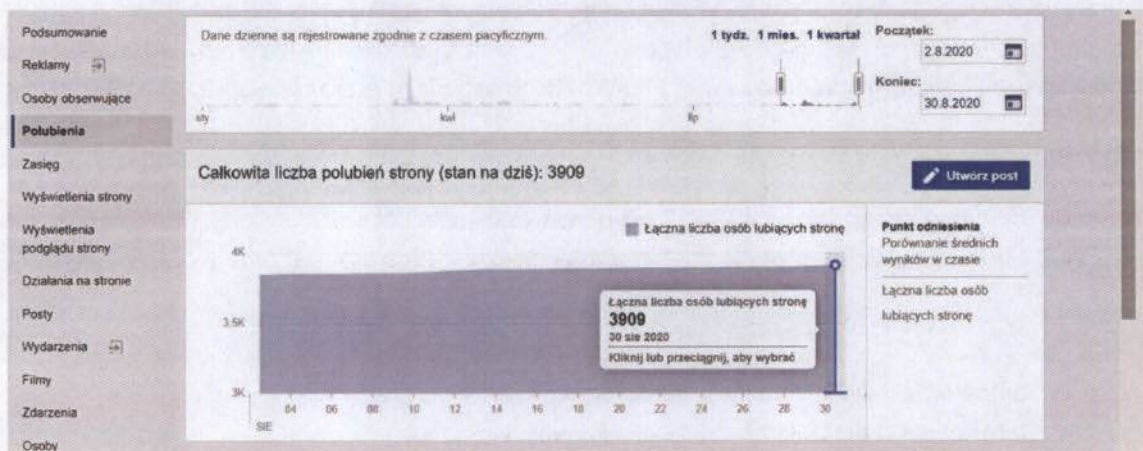 Podsumowanie
Reklamy
Osoby obserwujące
Polubienia
Zasięg
Wyświetlenia strony
Wyświetlenia
podglądu strony
Działania na stronie
Posty
Wydarzenia
Filmy
Zdarzenia
Osoby
Dane dzienne są rejestrowane zgodnie z czasem pacyficznym.
1 tydz. 1 mies. 1 kwartał
Początek:
2.8.2020
Koniec:
30.8.2020
sty kwi lip
Całkowita liczba polubień strony (stan na dziś): 3909
Utwórz post
Łączna liczba osób lubiących stronę
4K
3.5K
3K
Łączna liczba osób lubiących stronę
3909
30 sie 2020
Kliknij lub przeciągnij, aby wybrać
04 06 08 10 12 14 16 18 20 22 24 26 28 30
SIE
Punkt odniesienia
Porównanie średnich
wyników w czasie
Łączna liczba osób
lubiących stronę